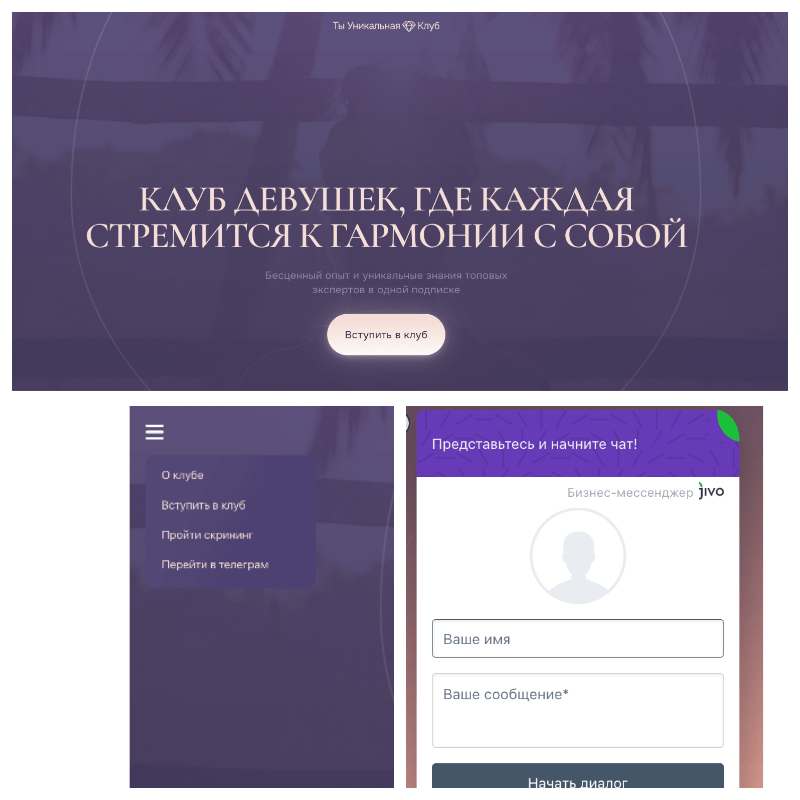 Ты Уникальная Клуб
КЛУБ ДЕВУШЕК, ГДЕ КАЖДАЯ
СТРЕМИТСЯ К ГАРМОНИИ С СОБОЙ
Бесценный опыт и уникальные знания топовых
экспертов в одной подписке
Вступить в клуб
О клубе
Вступить в клуб
Пройти скрининг
Перейти в телеграм
Представьтесь и начните чат!
Бизнес-мессенджер jivo
Ваше имя
Ваше сообщение*
Начать диалог